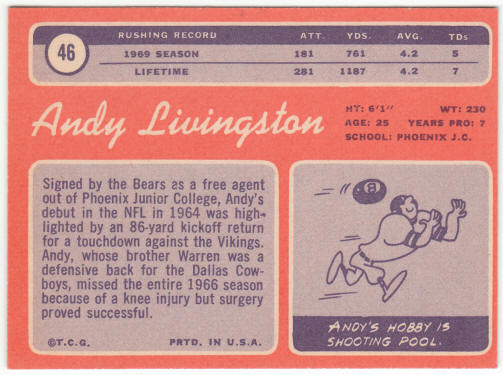 46
RUSHING RECORD ATT. YDS. AVG. TDs
1969 SEASON 181 761 4.2 5
LIFETIME 281 1187 4.2 7
Andy Livingston
HT: 6'1" WT: 230
AGE: 25 YEARS PRO: 7
SCHOOL: PHOENIX J.C.
Signed by the Bears as a free agent
out of Phoenix Junior College, Andy's
debut in the NFL in 1964 was high-
lighted by an 86-yard kickoff return
for a touchdown against the Vikings.
Andy, whose brother Warren was a
defensive back for the Dallas Cow-
boys, missed the entire 1966 season
because of a knee injury but surgery
proved successful.
©T.C.G. PRTD. IN U.S.A.
8
ANDY'S HOBBY IS
SHOOTING POOL.